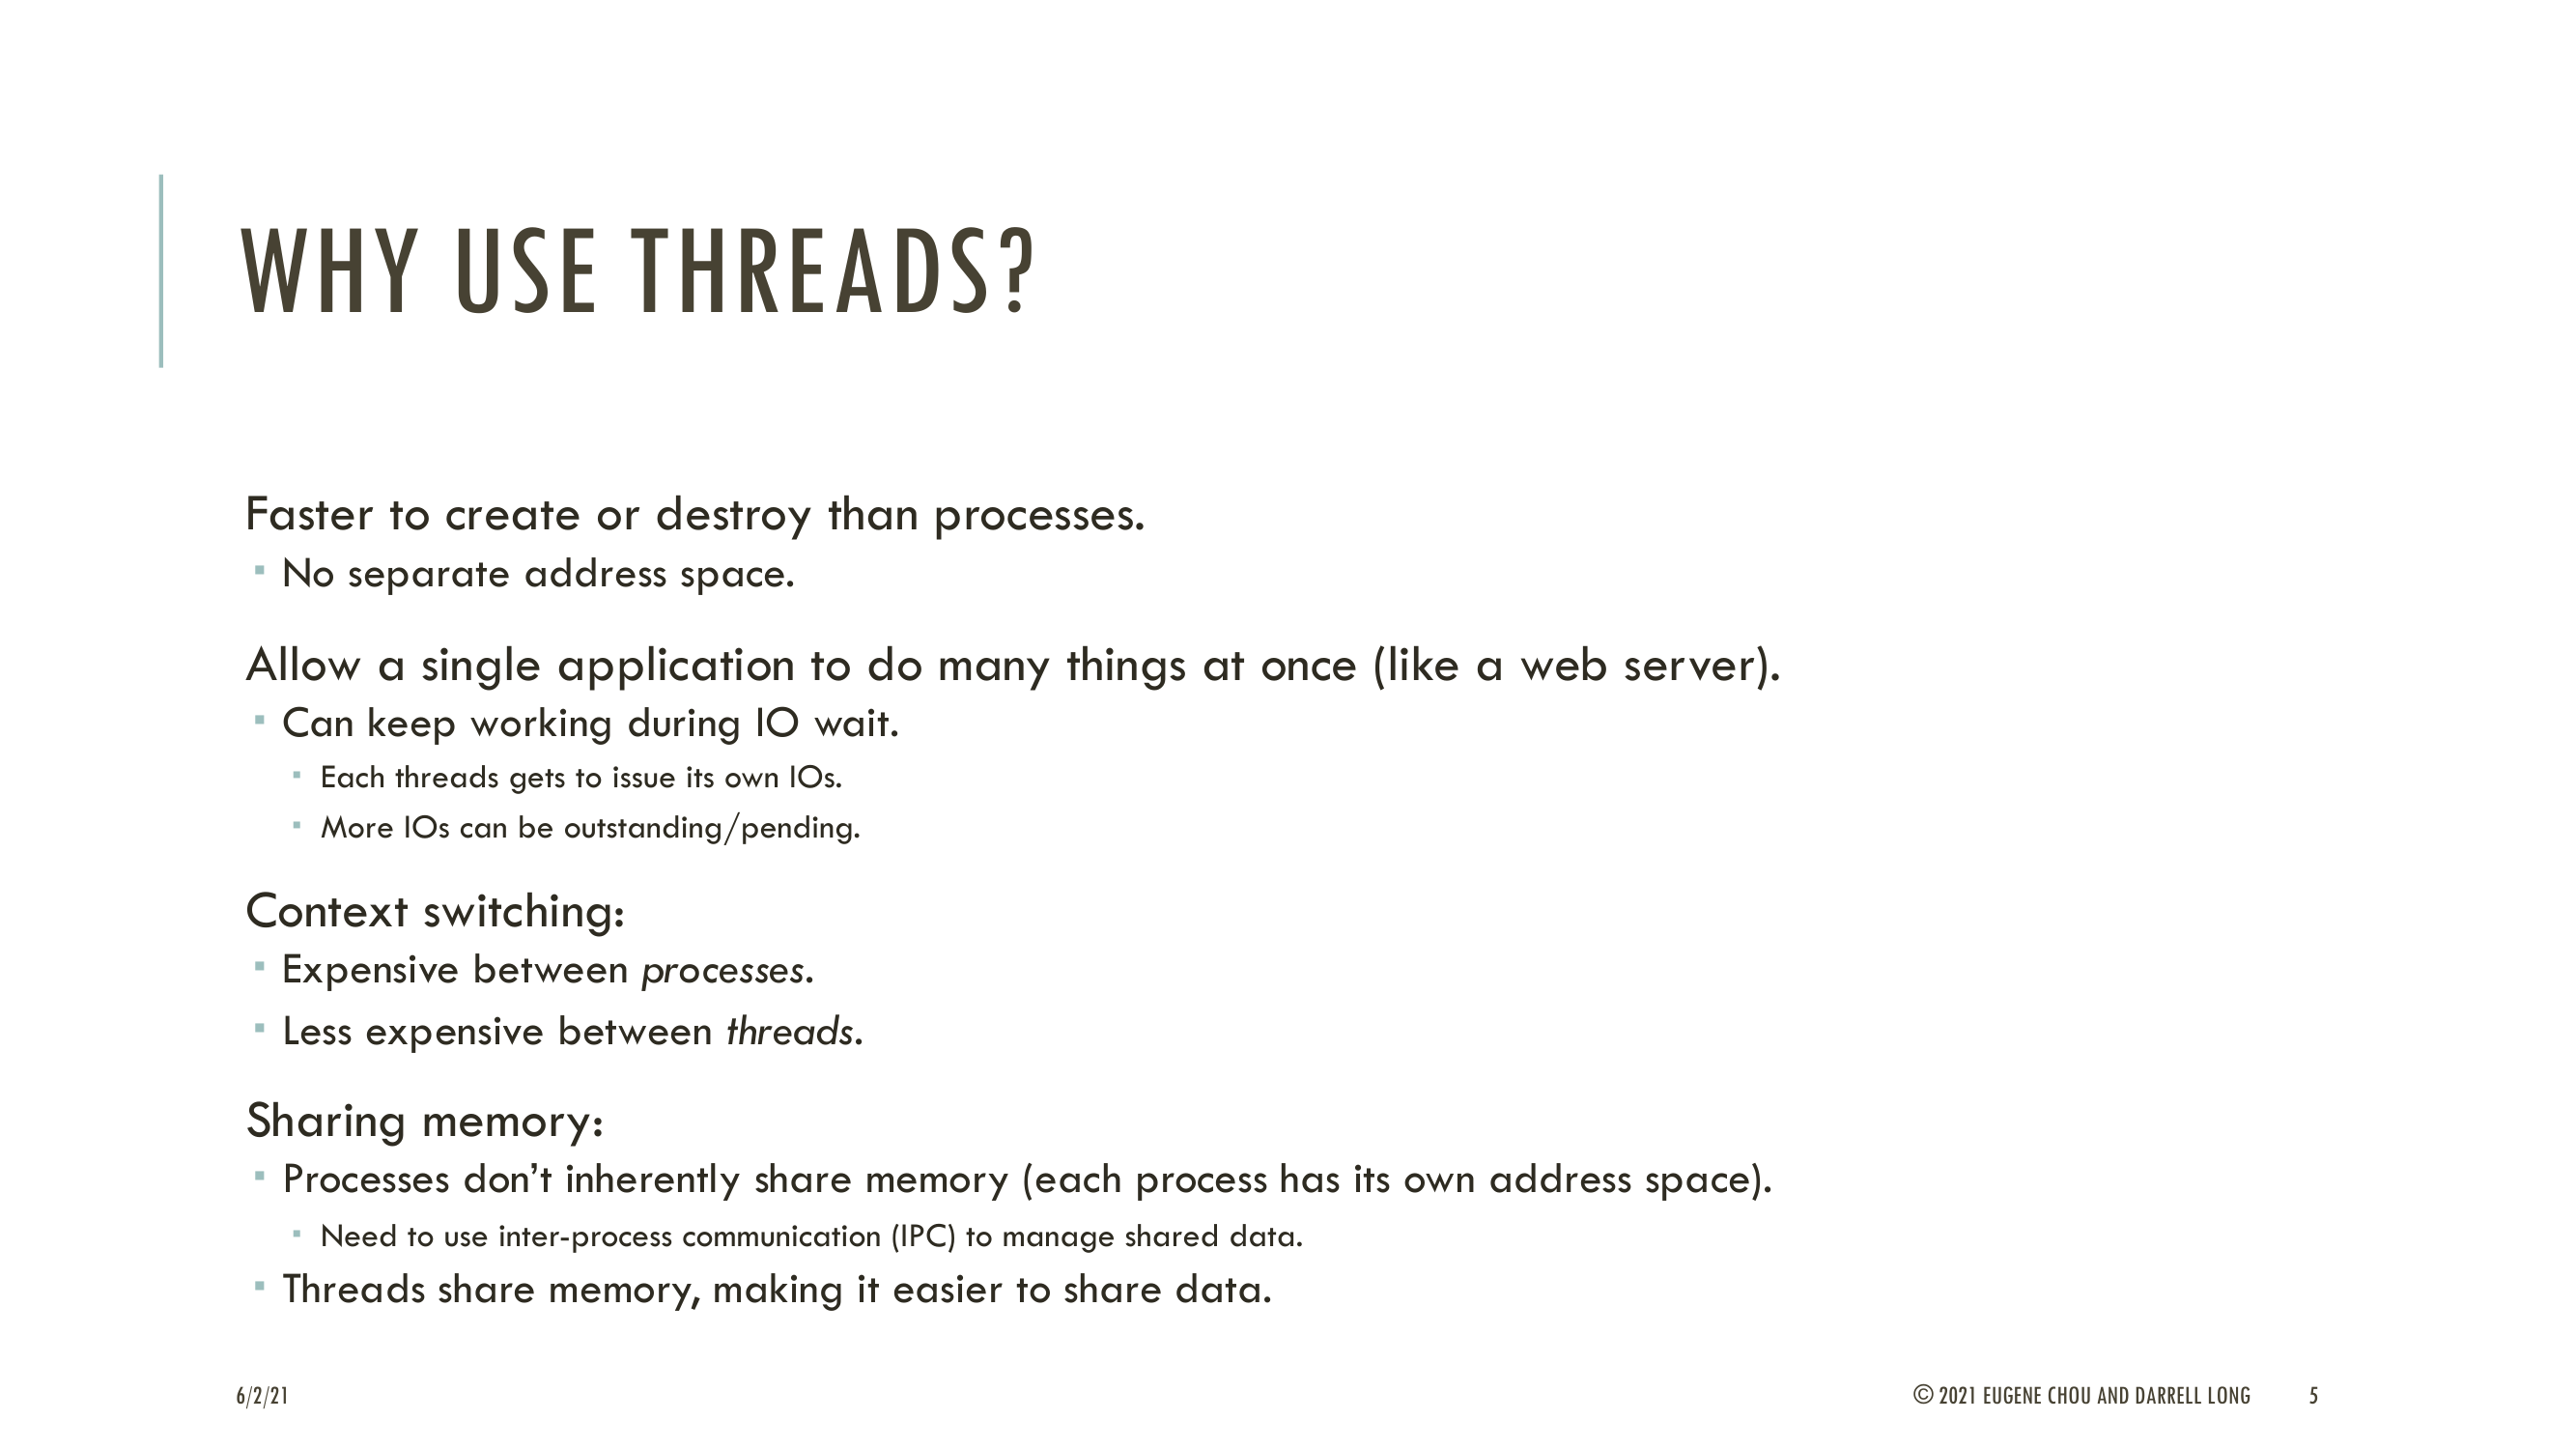 WHY USE THREADS?
Faster to create or destroy than processes.
▪ No separate address space.
Allow a single application to do many things at once (like a web server).
▪ Can keep working during IO wait.
▪ Each threads gets to issue its own IOs.
▪ More IOs can be outstanding/pending.
Context switching:
▪ Expensive between processes.
▪ Less expensive between threads.
Sharing memory:
▪ Processes don’t inherently share memory (each process has its own address space).
▪ Need to use inter-process communication (IPC) to manage shared data.
▪ Threads share memory, making it easier to share data.
6/2/21
© 2021 EUGENE CHOU AND DARRELL LONG
5